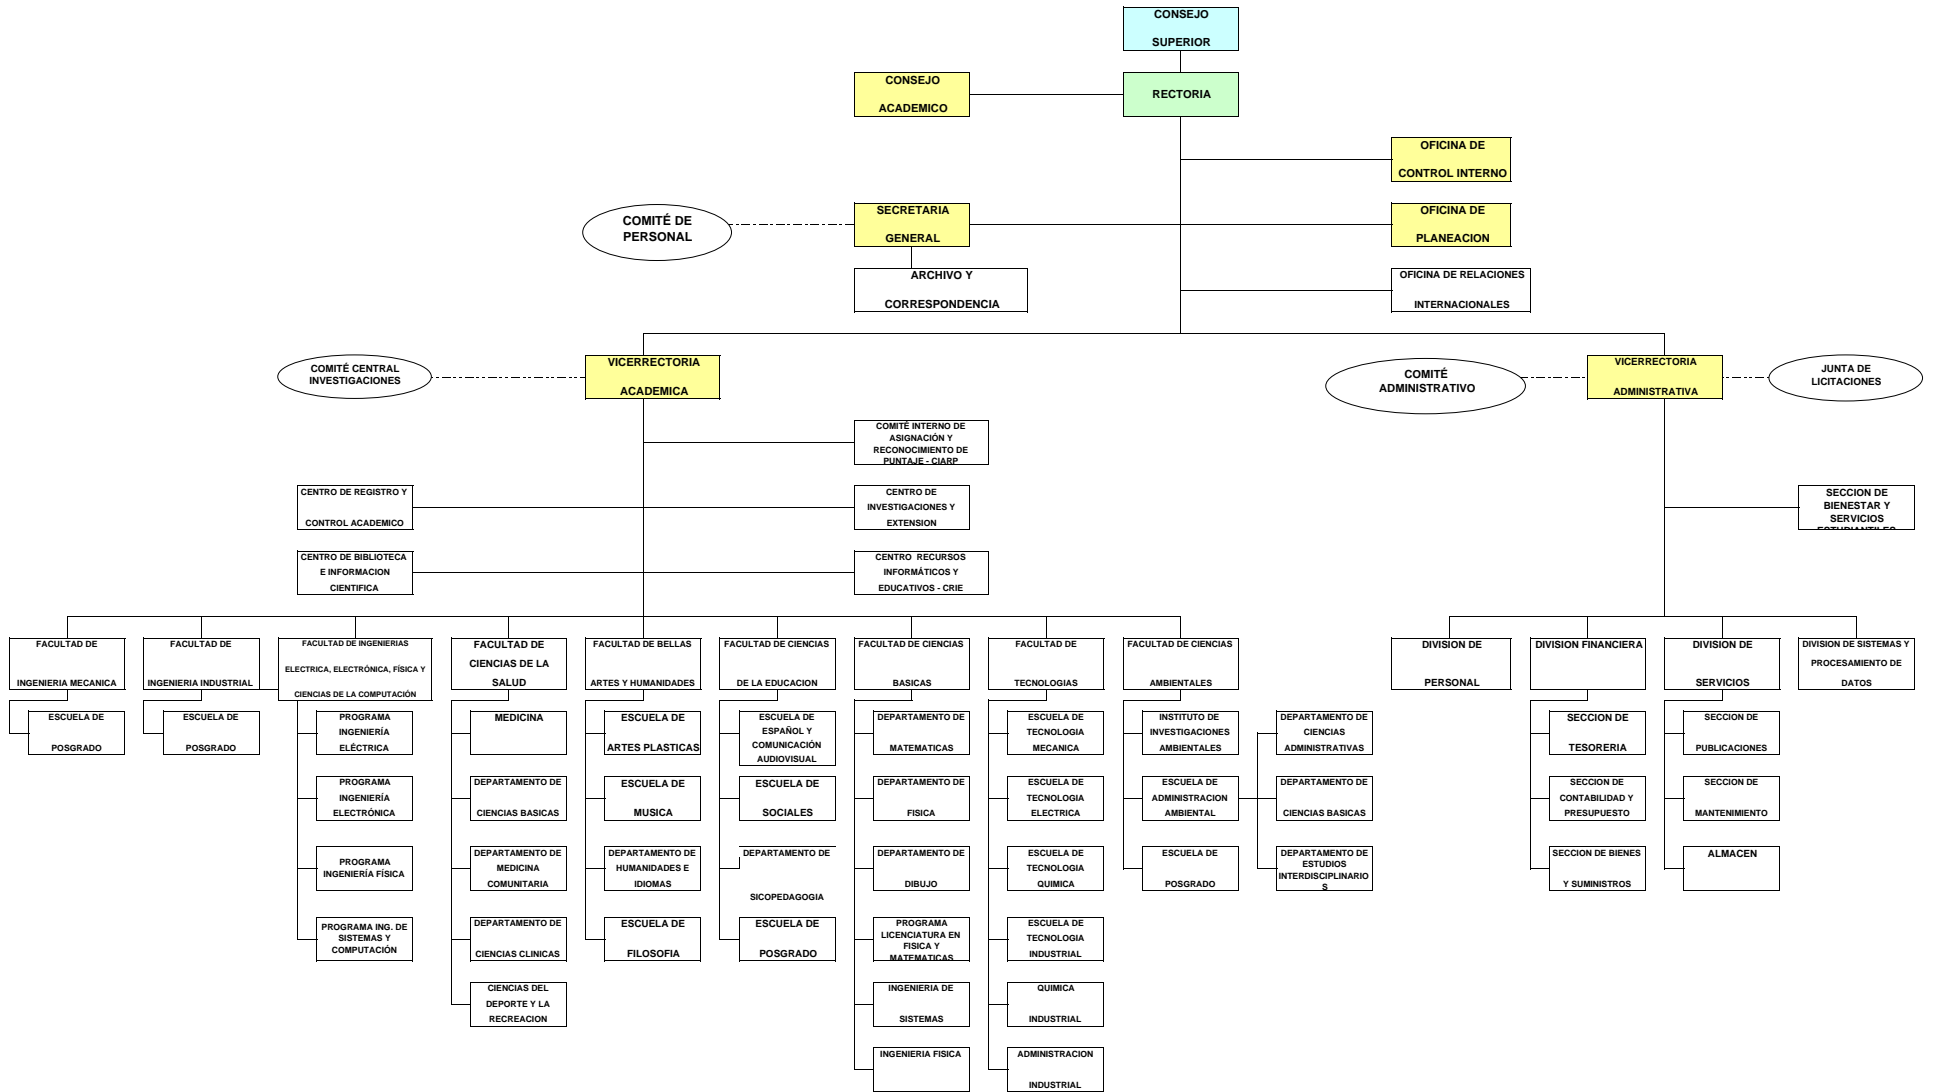 CONSEJO
SUPERIOR
CONSEJO
ACADEMICO
RECTORIA
OFICINA DE
CONTROL INTERNO
COMITÉ DE
PERSONAL
SECRETARIA
GENERAL
OFICINA DE
PLANEACION
ARCHIVO Y
CORRESPONDENCIA
OFICINA DE RELACIONES
INTERNACIONALES
COMITÉ CENTRAL
INVESTIGACIONES
VICERRECTORIA
ACADEMICA
COMITÉ
ADMINISTRATIVO
VICERRECTORIA
ADMINISTRATIVA
JUNTA DE
LICITACIONES
COMITÉ INTERNO DE
ASIGNACIÓN Y
RECONOCIMIENTO DE
PUNTAJE - CIARP
CENTRO DE REGISTRO Y
CONTROL ACADEMICO
CENTRO DE
INVESTIGACIONES Y
EXTENSION
SECCION DE
BIENESTAR Y
SERVICIOS
ESTUDIANTILES
CENTRO DE BIBLIOTECA
E INFORMACION
CIENTIFICA
CENTRO RECURSOS
INFORMÁTICOS Y
EDUCATIVOS - CRIE
FACULTAD DE
INGENIERIA MECANICA
FACULTAD DE
INGENIERIA INDUSTRIAL
FACULTAD DE INGENIERIAS
ELECTRICA, ELECTRÓNICA, FÍSICA Y
CIENCIAS DE LA COMPUTACIÓN
FACULTAD DE
CIENCIAS DE LA
SALUD
FACULTAD DE BELLAS
ARTES Y HUMANIDADES
FACULTAD DE CIENCIAS
DE LA EDUCACION
FACULTAD DE CIENCIAS
BASICAS
FACULTAD DE
TECNOLOGIAS
FACULTAD DE CIENCIAS
AMBIENTALES
DIVISION DE
PERSONAL
DIVISION FINANCIERA
DIVISION DE
SERVICIOS
DIVISION DE SISTEMAS Y
PROCESAMIENTO DE
DATOS
ESCUELA DE
POSGRADO
ESCUELA DE
POSGRADO
PROGRAMA
INGENIERÍA
ELÉCTRICA
MEDICINA
ESCUELA DE
ARTES PLASTICAS
ESCUELA DE
ESPAÑOL Y
COMUNICACIÓN
AUDIOVISUAL
DEPARTAMENTO DE
MATEMATICAS
ESCUELA DE
TECNOLOGIA
MECANICA
INSTITUTO DE
INVESTIGACIONES
AMBIENTALES
DEPARTAMENTO DE
CIENCIAS
ADMINISTRATIVAS
SECCION DE
TESORERIA
SECCION DE
PUBLICACIONES
PROGRAMA
INGENIERÍA
ELECTRÓNICA
DEPARTAMENTO DE
CIENCIAS BASICAS
ESCUELA DE
MUSICA
ESCUELA DE
SOCIALES
DEPARTAMENTO DE
FISICA
ESCUELA DE
TECNOLOGIA
ELECTRICA
ESCUELA DE
ADMINISTRACION
AMBIENTAL
DEPARTAMENTO DE
CIENCIAS BASICAS
SECCION DE
CONTABILIDAD Y
PRESUPUESTO
SECCION DE
MANTENIMIENTO
PROGRAMA
INGENIERÍA FÍSICA
DEPARTAMENTO DE
MEDICINA
COMUNITARIA
DEPARTAMENTO DE
HUMANIDADES E
IDIOMAS
DEPARTAMENTO DE
SICOPEDAGOGIA
DEPARTAMENTO DE
DIBUJO
ESCUELA DE
TECNOLOGIA
QUIMICA
ESCUELA DE
POSGRADO
DEPARTAMENTO DE
ESTUDIOS
INTERDISCIPLINARIO
S
SECCION DE BIENES
Y SUMINISTROS
ALMACEN
PROGRAMA ING. DE
SISTEMAS Y
COMPUTACIÓN
DEPARTAMENTO DE
CIENCIAS CLINICAS
ESCUELA DE
FILOSOFIA
ESCUELA DE
POSGRADO
PROGRAMA
LICENCIATURA EN
FISICA Y
MATEMATICAS
ESCUELA DE
TECNOLOGIA
INDUSTRIAL
CIENCIAS DEL
DEPORTE Y LA
RECREACION
INGENIERIA DE
SISTEMAS
QUIMICA
INDUSTRIAL
INGENIERIA FISICA
ADMINISTRACION
INDUSTRIAL